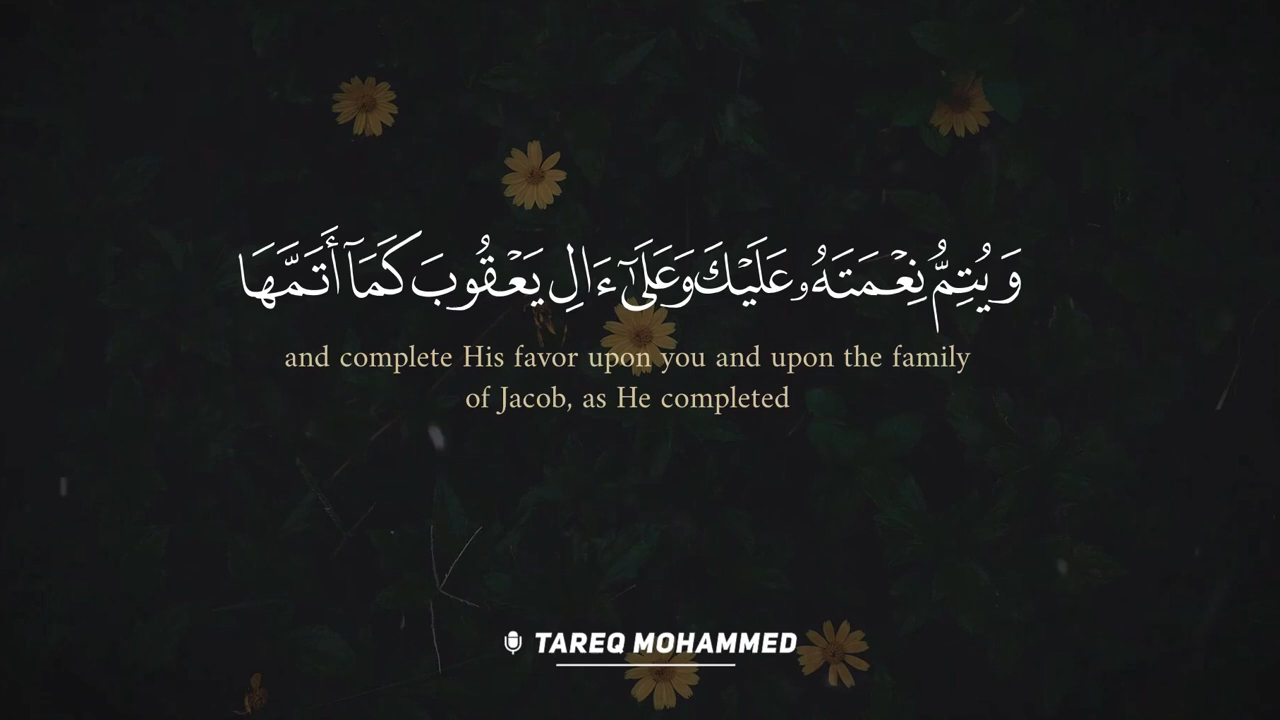 وَيُتِمُّ نِعْمَتَهُۥ عَلَيْكَ وَعَلَىٰٓ ءَالِ يَعْقُوبَ كَمَآ أَتَمَّهَا
and complete His favor upon you and upon the family
of Jacob, as He completed
TAREQ MOHAMMED